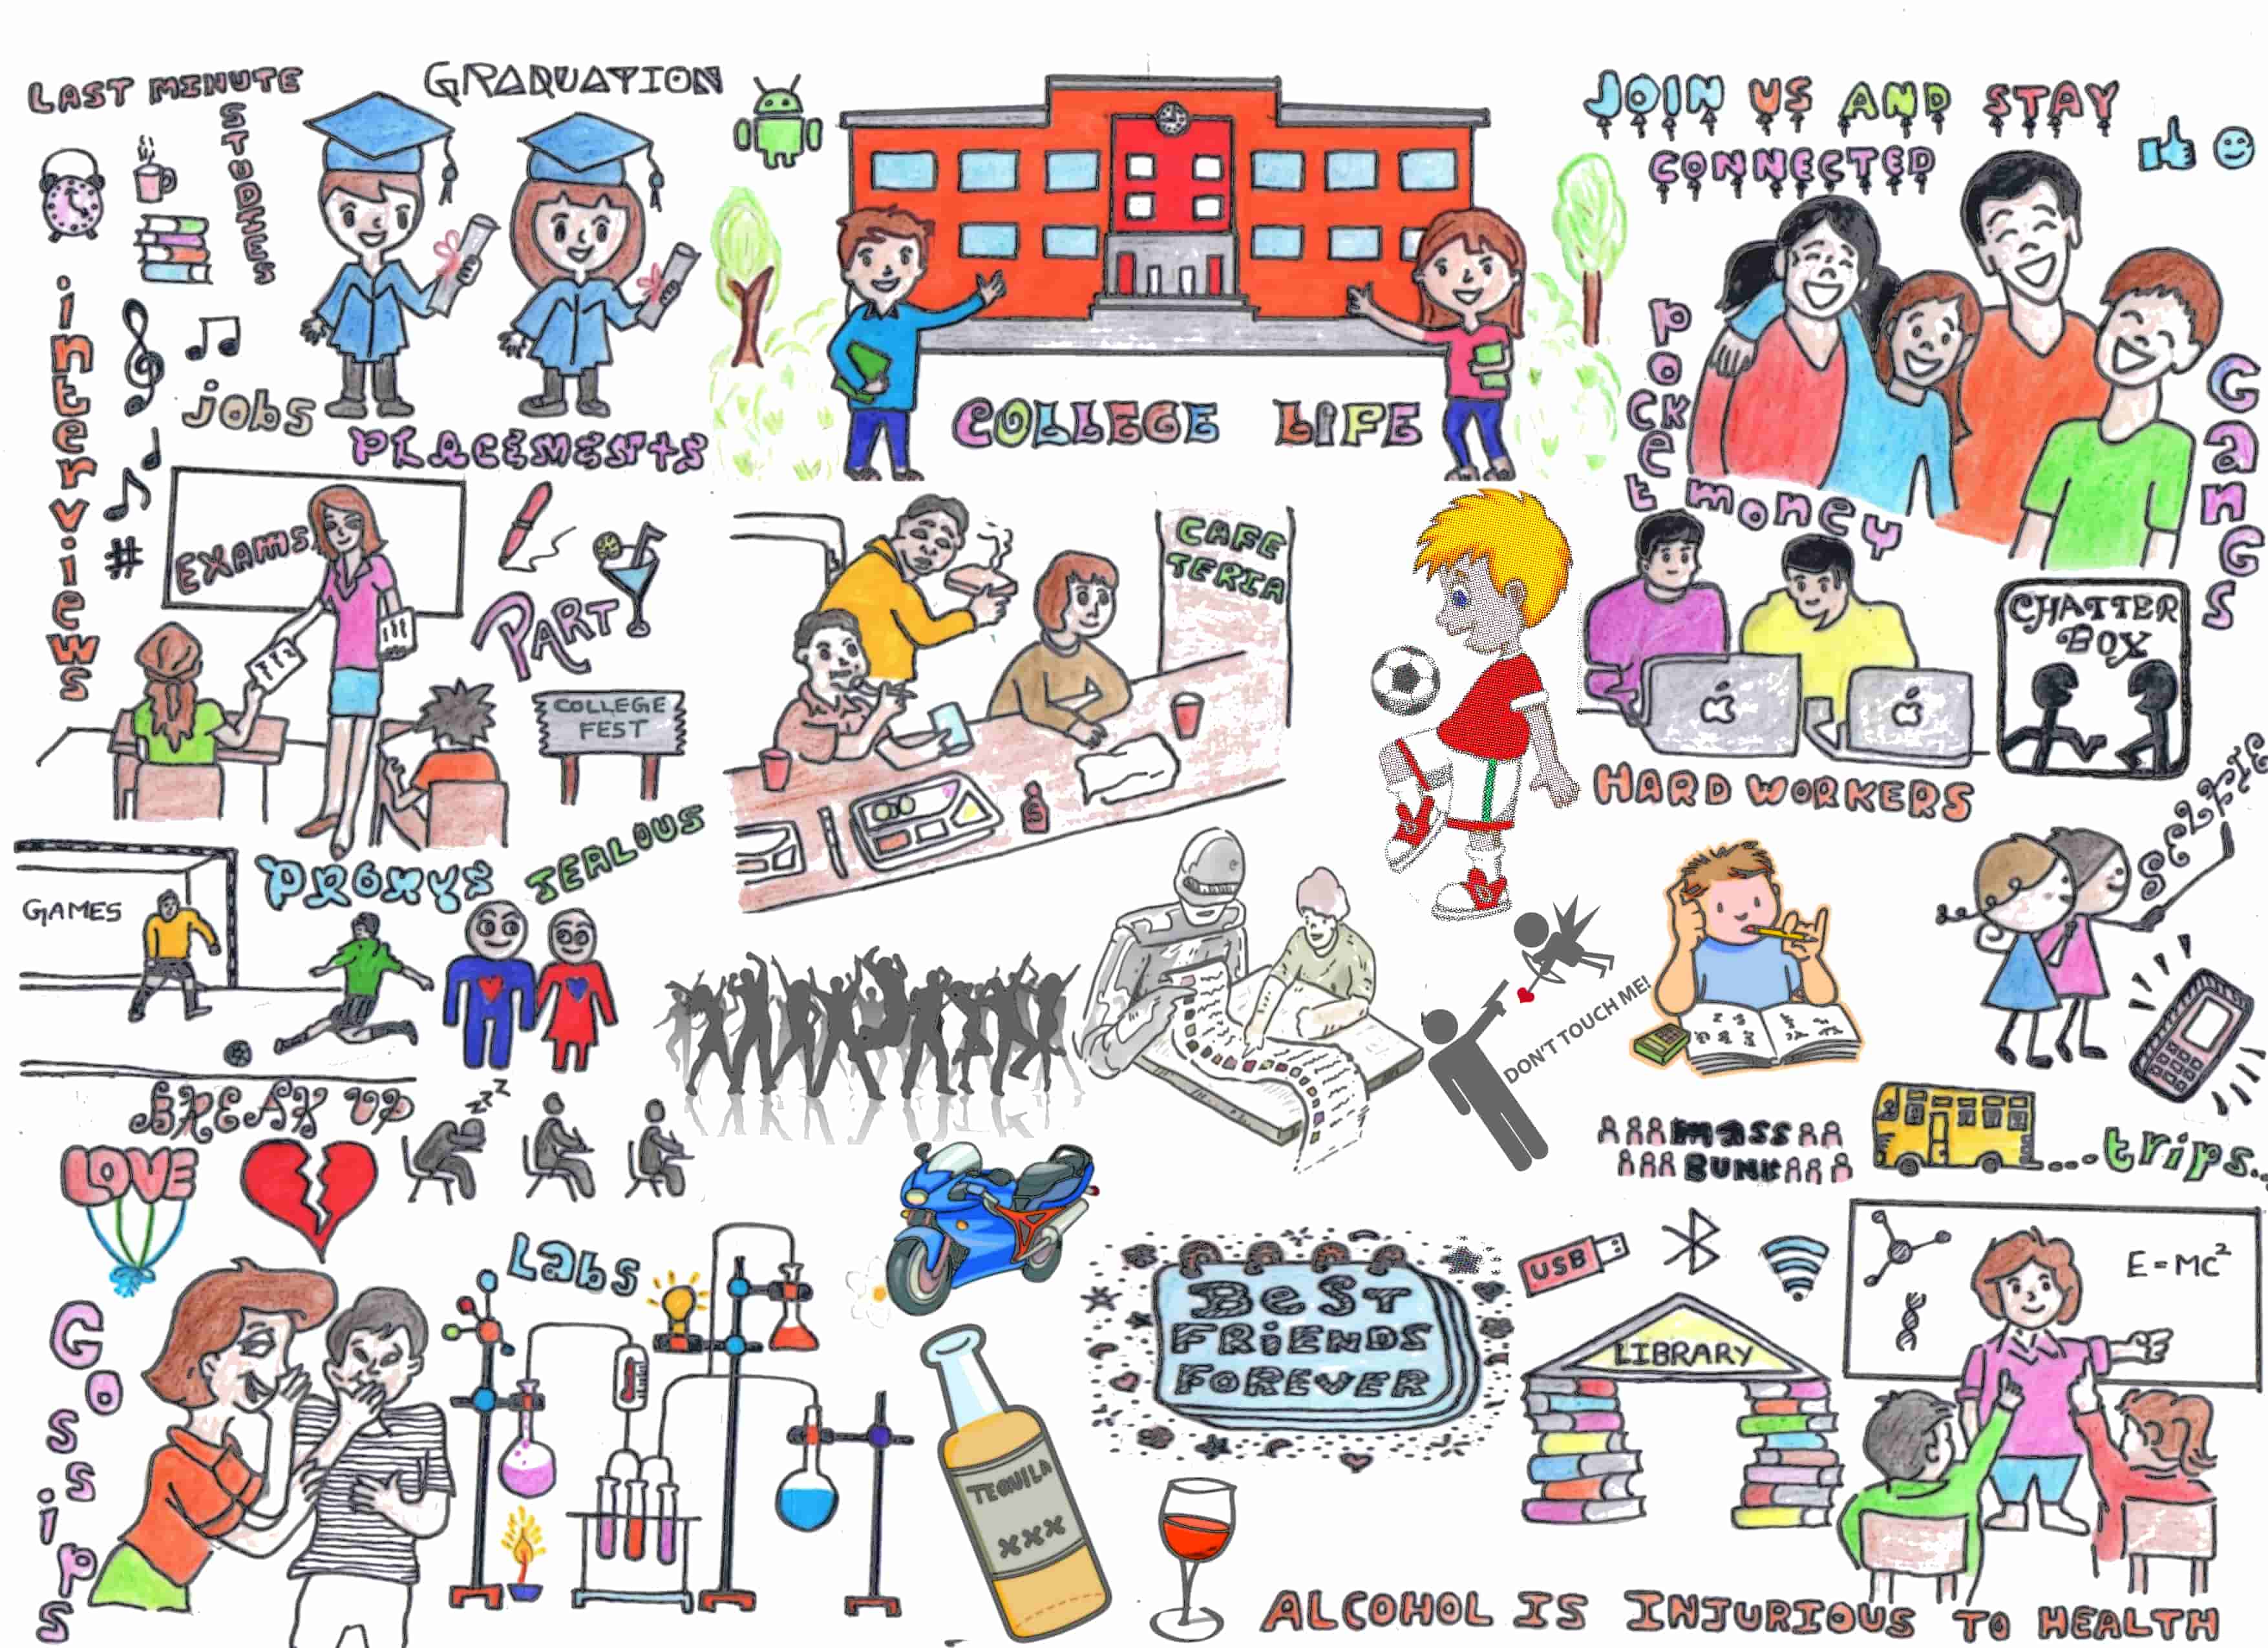 LAST MINUTE
STUDIES
GRADUATION
JOIN US AND STAY
CONNECTED
interviews
jobs
PLACEMENTS
COLLEGE LIFE
pocket money
GanGs
EXAMS
PART
COLLEGE
FEST
CAFE
TERIA
CHATTER
BOX
HARD WORKERS
SELFIE
GAMES
PROXYS
JEALOUS
DON'T TOUCH ME!
BREAK UP
zzz
LOVE
mass
BUNK
....trips..
Gossips
Labs
BeST
FRiENDS
FOREVER
USB
LIBRARY
E=MC²
TEQUILA
XXX
ALCOHOL IS INJURIOUS TO HEALTH